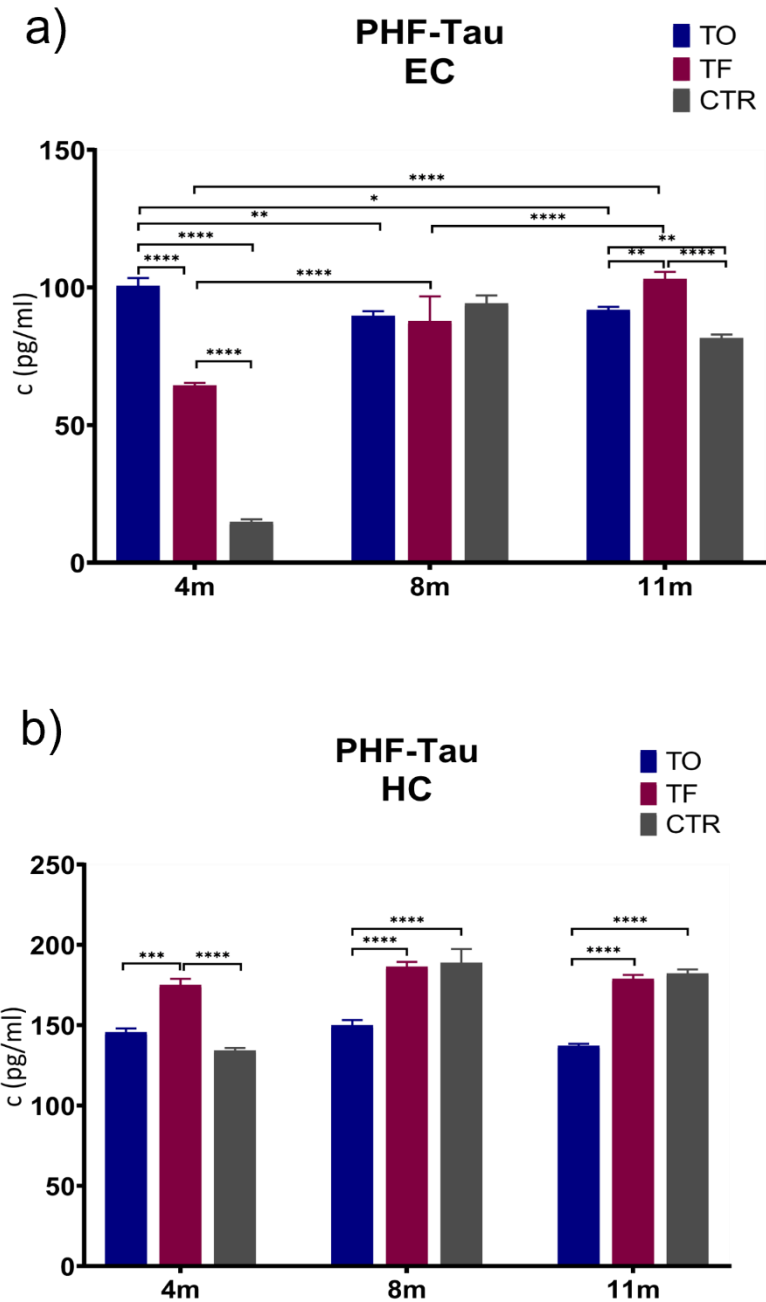 a)
PHF-Tau
EC
TO
TF
CTR
150
100
50
0
c (pg/ml)
****
*
**
****
****
**
****
****
**
****
****
4m
8m
11m
b)
PHF-Tau
HC
TO
TF
CTR
250
200
150
100
50
0
c (pg/ml)
***
****
****
****
****
****
4m
8m
11m